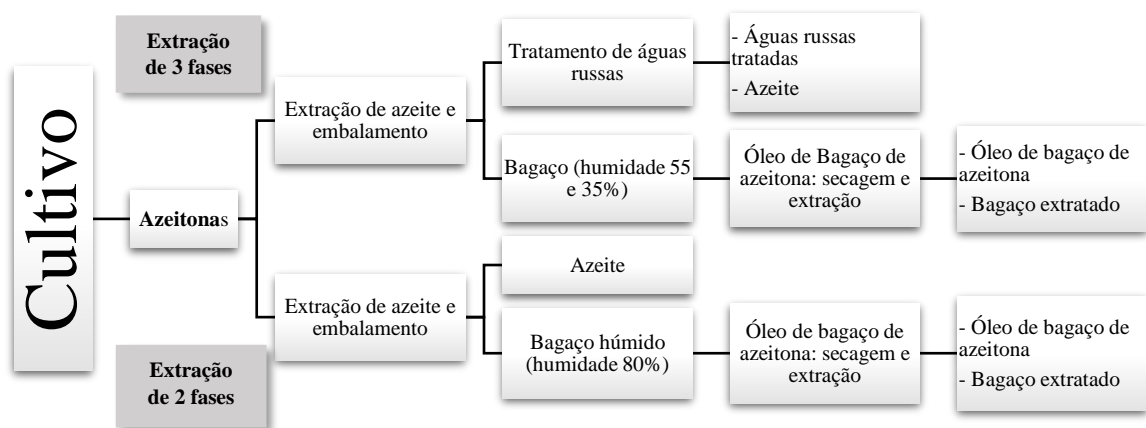 Cultivo
Extração
de 3 fases
Azeitonas
Extração
de 2 fases
Extração de azeite e
embalamento
Tratamento de águas
russas
- Águas russas
tratadas
- Azeite
Bagaço (humidade 55
e 35%)
Óleo de Bagaço de
azeitona: secagem e
extração
- Óleo de bagaço de
azeitona
- Bagaço extratado
Extração de azeite e
embalamento
Azeite
Bagaço húmido
(humidade 80%)
Óleo de bagaço de
azeitona: secagem e
extração
- Óleo de bagaço de
azeitona
- Bagaço extratado